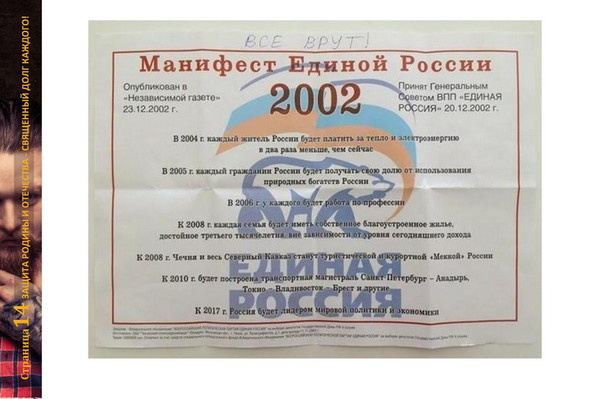 Страница 14 ЗАЩИТА РОДИНЫ И ОТЕЧЕСТВА - СВЯЩЕННЫЙ ДОЛГ КАЖДОГО!
ВСЕ ВРУТ!
Манифест Единой России
Опубликован в
«Независимой газете»
23.12.2002 г.
2002
Принят Генеральным
Советом ВПП «ЕДИНАЯ
РОССИЯ» 20.12.2002 г.
В 2004 г. каждый житель России будет платить за тепло и электроэнергию
в два раза меньше, чем сейчас
В 2005 г. каждый гражданин России будет получать свою долю от использования
природных богатств России
В 2006 г. у каждого будет работа по профессии
К 2008 г. каждая семья будет иметь собственное благоустроенное жилье,
достойное третьего тысячелетия, вне зависимости от уровня сегодняшнего дохода
К 2008 г. Чечня и весь Северный Кавказ станут туристической и курортной «Меккой» России
К 2010 г. будет построена транспортная магистраль Санкт-Петербург – Анадырь,
Токио – Владивосток – Брест и другие
К 2017 г. Россия будет лидером мировой политики и экономики
ЕДИНАЯ
РОССИЯ